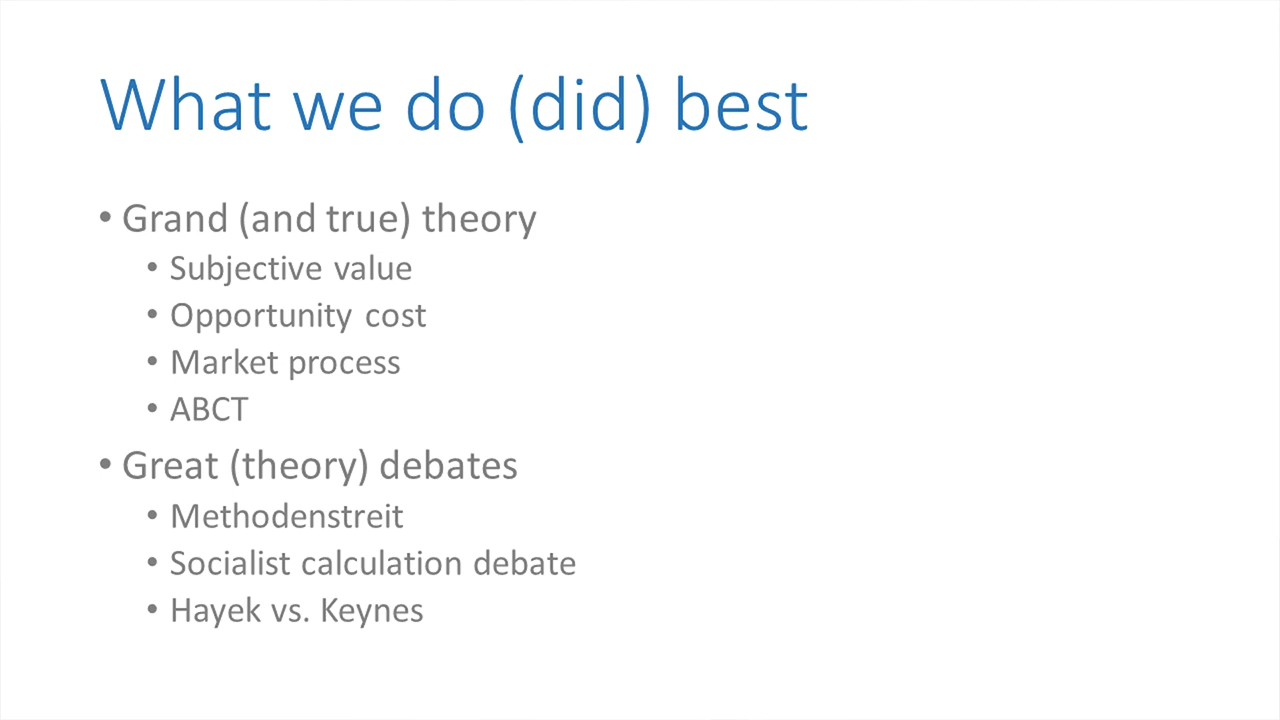 What we do (did) best
• Grand (and true) theory
• Subjective value
• Opportunity cost
• Market process
• ABCT
• Great (theory) debates
• Methodenstreit
• Socialist calculation debate
• Hayek vs. Keynes